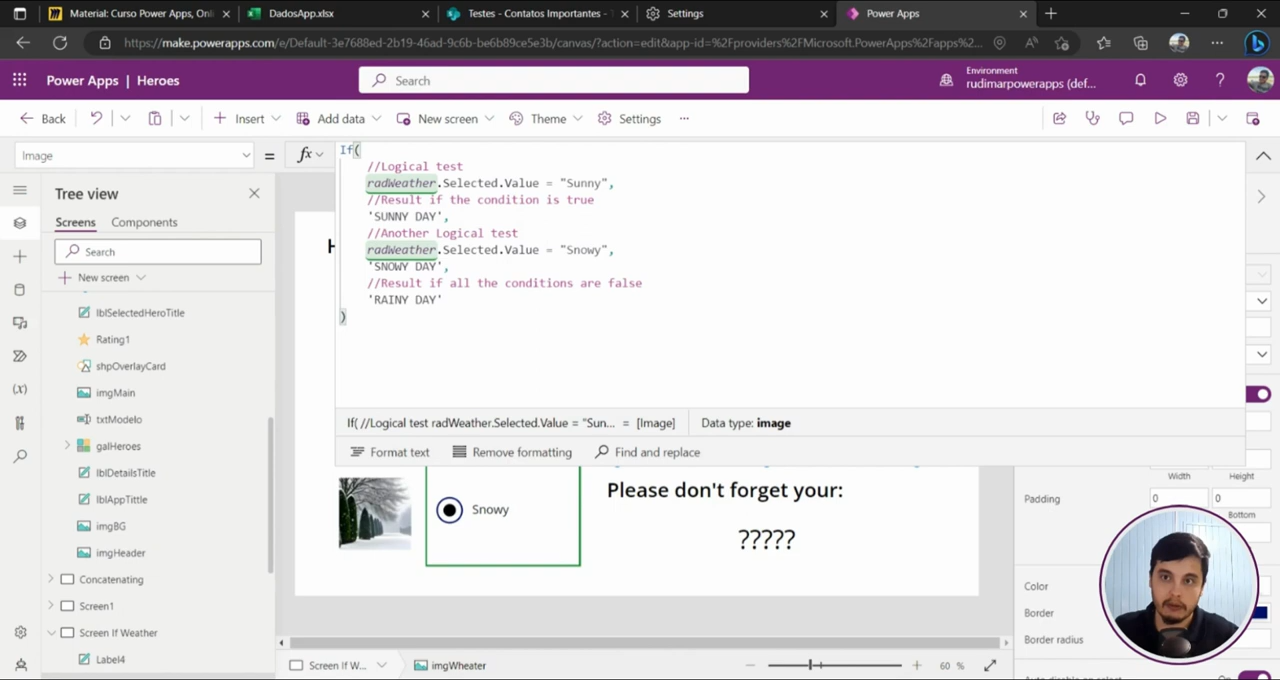 Material: Curso Power Apps, Onl
DadosApp.xlsx
Testes - Contatos Importantes - T
Settings
Power Apps
https://make.powerapps.com/e/Default-3e7688ed-2b19-46ad-9c6b-be6b89ce5e3b/canvas/?action=edit&app-id=%2Fproviders%2FMicrosoft.PowerApps%2Fapps%2...
Power Apps | Heroes
Search
Environment
rudimarpowerapps (def...
Back
Insert
Add data
New screen
Theme
Settings
Image
=
fx
If(
//Logical test
radWeather.Selected.Value = "Sunny",
//Result if the condition is true
'SUNNY DAY',
//Another Logical test
radWeather.Selected.Value = "Snowy",
'SNOWY DAY',
//Result if all the conditions are false
'RAINY DAY'
)
If( //Logical test radWeather.Selected.Value = "Sun... = [Image]
Data type: image
Format text
Remove formatting
Find and replace
Tree view
Screens
Components
Search
New screen
lblSelectedHeroTitle
Rating1
shpOverlayCard
imgMain
txtModelo
galHeroes
lblDetailsTitle
lblAppTittle
imgBG
imgHeader
Concatenating
Screen1
Screen If Weather
Label4
H
Snowy
Please don't forget your:
?????
Width
Height
Padding
0
0
Bottom
Color
Border
Border radius
Screen If W...
imgWheater
60 %